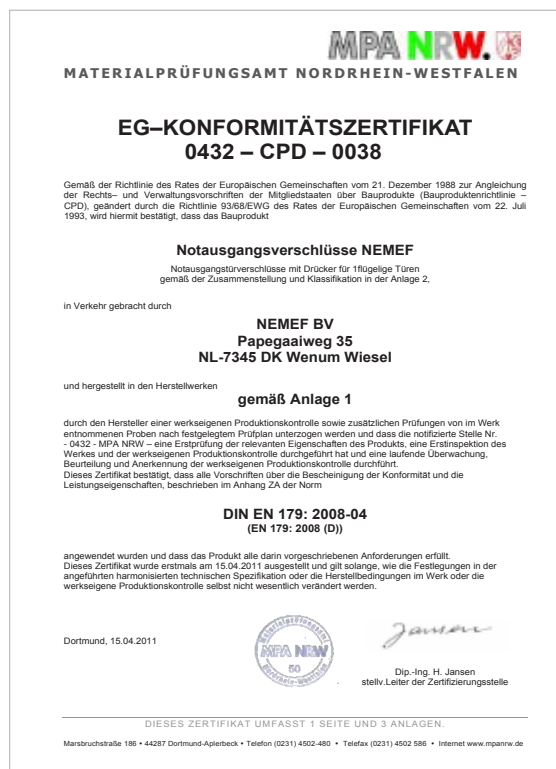 MPA NRW.
MATERIALPRÜFUNGSAMT NORDRHEIN-WESTFALEN
EG–KONFORMITÄTSZERTIFIKAT
0432 – CPD – 0038
Gemäß der Richtlinie des Rates der Europäischen Gemeinschaften vom 21. Dezember 1988 zur Angleichung
der Rechts– und Verwaltungsvorschriften der Mitgliedstaaten über Bauprodukte (Bauproduktenrichtlinie –
CPD), geändert durch die Richtlinie 93/68/EWG des Rates der Europäischen Gemeinschaften vom 22. Juli
1993, wird hiermit bestätigt, dass das Bauprodukt
Notausgangsverschlüsse NEMEF
Notausgangstürverschlüsse mit Drücker für 1flügelige Türen
gemäß der Zusammenstellung und Klassifikation in der Anlage 2,
in Verkehr gebracht durch
NEMEF BV
Papegaaiweg 35
NL-7345 DK Wenum Wiesel
und hergestellt in den Herstellwerken
gemäß Anlage 1
durch den Hersteller einer werkseigenen Produktionskontrolle sowie zusätzlichen Prüfungen von im Werk
entnommenen Proben nach festgelegtem Prüfplan unterzogen werden und dass die notifizierte Stelle Nr.
- 0432 - MPA NRW – eine Erstprüfung der relevanten Eigenschaften des Produkts, eine Erstinspektion des
Werkes und der werkseigenen Produktionskontrolle durchgeführt hat und eine laufende Überwachung,
Beurteilung und Anerkennung der werkseigenen Produktionskontrolle durchführt.
Dieses Zertifikat bestätigt, dass alle Vorschriften über die Bescheinigung der Konformität und die
Leistungseigenschaften, beschrieben im Anhang ZA der Norm
DIN EN 179: 2008-04
(EN 179: 2008 (D))
angewendet wurden und dass das Produkt alle darin vorgeschriebenen Anforderungen erfüllt.
Dieses Zertifikat wurde erstmals am 15.04.2011 ausgestellt und gilt solange, wie die Festlegungen in der
angeführten harmonisierten technischen Spezifikation oder die Herstellbedingungen im Werk oder die
werkseigene Produktionskontrolle selbst nicht wesentlich verändert werden.
Dortmund, 15.04.2011
Materialprüfungsamt
MPA NRW
50
Nordrhein-Westfalen
Jansen
Dip.-Ing. H. Jansen
stellv.Leiter der Zertifizierungsstelle
DIESES ZERTIFIKAT UMFASST 1 SEITE UND 3 ANLAGEN.
Marsbruchstraße 186 • 44287 Dortmund-Aplerbeck • Telefon (0231) 4502-480 • Telefax (0231) 4502 586 • Internet www.mpanrw.de